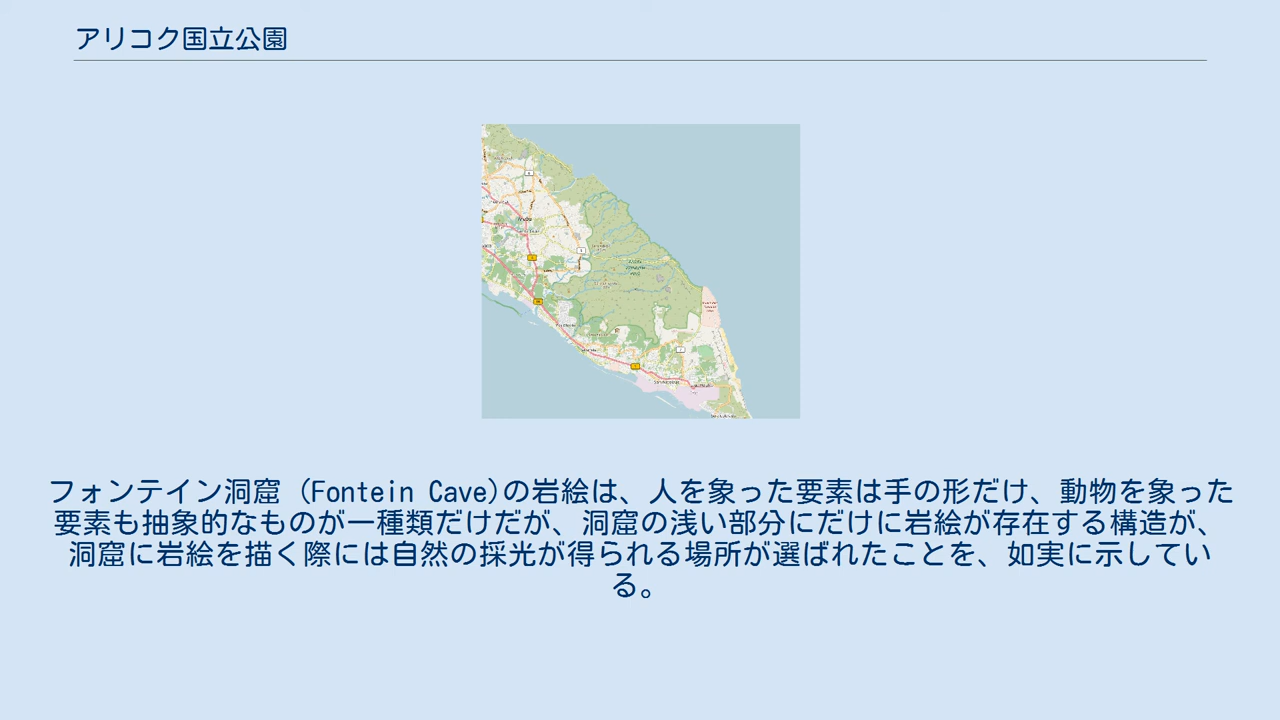 アリコク国立公園
フォンテイン洞窟 (Fontein Cave)の岩絵は、人を象った要素は手の形だけ、動物を象った
要素も抽象的なものが一種類だけだが、洞窟の浅い部分にだけに岩絵が存在する構造が、
洞窟に岩絵を描く際には自然の採光が得られる場所が選ばれたことを、如実に示してい
る。